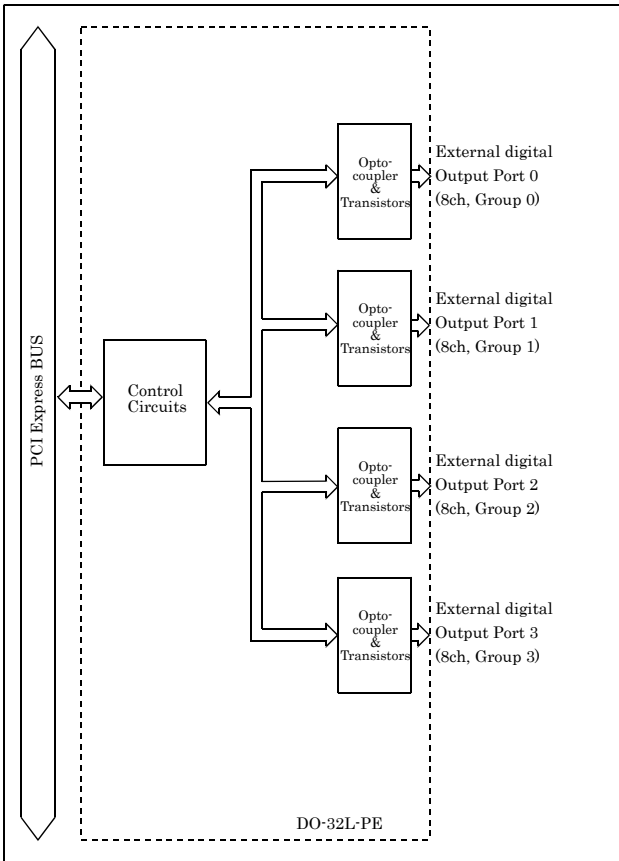 PCI Express BUS
Control
Circuits
Opto-
coupler
&
Transistors
External digital
Output Port 0
(8ch, Group 0)
Opto-
coupler
&
Transistors
External digital
Output Port 1
(8ch, Group 1)
Opto-
coupler
&
Transistors
External digital
Output Port 2
(8ch, Group 2)
Opto-
coupler
&
Transistors
External digital
Output Port 3
(8ch, Group 3)
DO-32L-PE